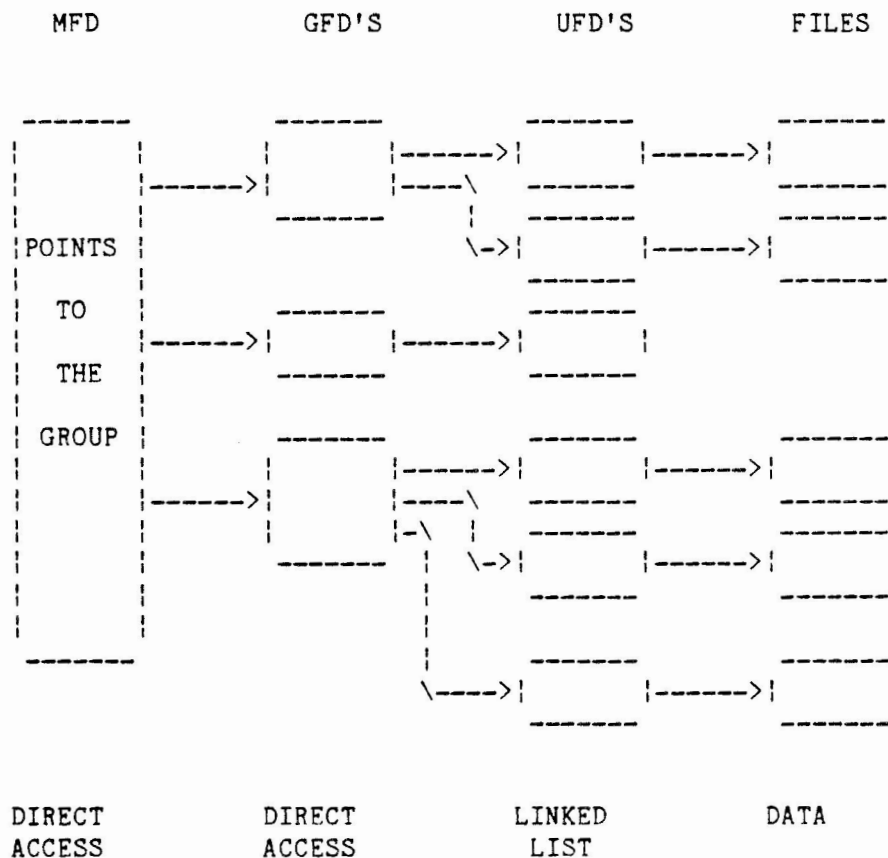 MFD GFD'S UFD'S FILES
POINTS
TO
THE
GROUP
DIRECT DIRECT LINKED DATA
ACCESS ACCESS LIST